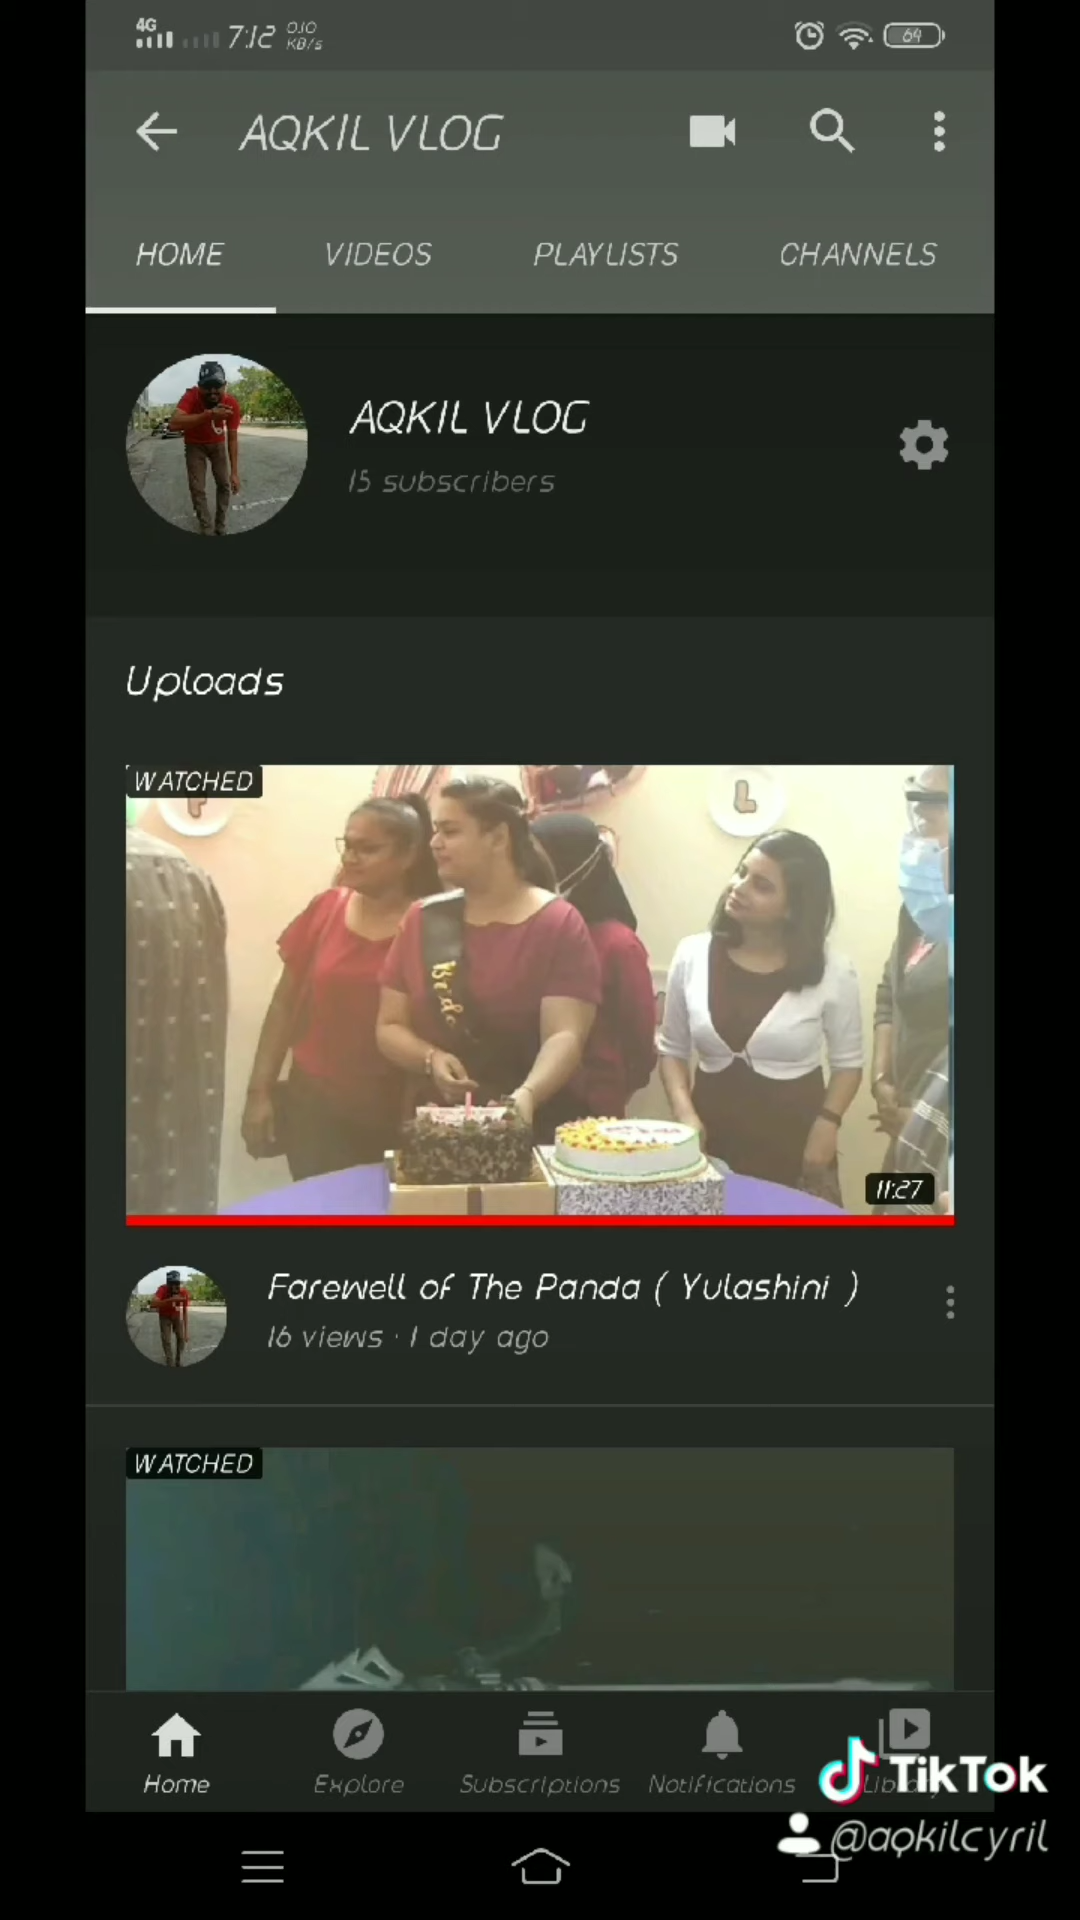 4G
7:12
0.10
KB/s
64
AQKIL VLOG
HOME VIDEOS PLAYLISTS CHANNELS
AQKIL VLOG
15 subscribers
Uploads
WATCHED
F
L
Bride
11:27
Farewell of The Panda ( Yulashini )
16 views · 1 day ago
WATCHED
Home Explore Subscriptions Notifications
TikTok
@aqkilcyril